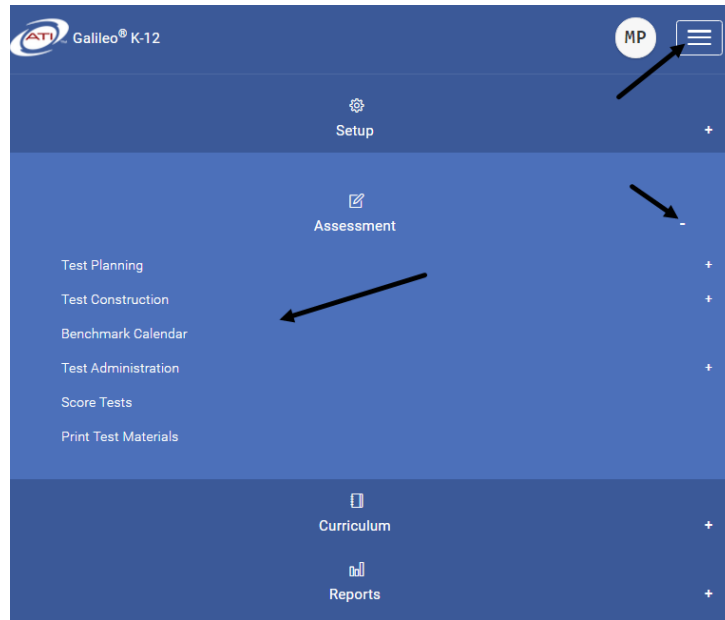 ATI Galileo® K-12
MP
Setup +
Assessment -
Test Planning +
Test Construction +
Benchmark Calendar
Test Administration +
Score Tests
Print Test Materials
Curriculum +
Reports +